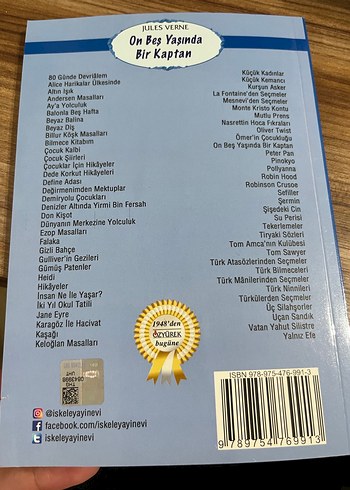 JULES VERNE
On Beş Yaşında
Bir Kaptan
80 Günde Devriâlem
Alice Harikalar Ülkesinde
Altın Işık
Andersen Masalları
Ay'a Yolculuk
Balonla Beş Hafta
Beyaz Balina
Beyaz Diş
Billur Köşk Masalları
Bilmece Kitabım
Çocuk Kalbi
Çocuk Şiirleri
Çocuklar İçin Hikâyeler
Dede Korkut Hikâyeleri
Define Adası
Değirmenimden Mektuplar
Demiryolu Çocukları
Denizler Altında Yirmi Bin Fersah
Don Kişot
Dünyanın Merkezine Yolculuk
Ezop Masalları
Falaka
Gizli Bahçe
Gulliver'in Gezileri
Gümüş Patenler
Heidi
Hikâyeler
İnsan Ne İle Yaşar?
İki Yıl Okul Tatili
Jane Eyre
Karagöz İle Hacivat
Kaşağı
Keloğlan Masalları
Küçük Kadınlar
Küçük Kemancı
Kurşun Asker
La Fontaine'den Seçmeler
Mesnevi'den Seçmeler
Monte Kristo Kontu
Mutlu Prens
Nasrettin Hoca Fıkraları
Oliver Twist
Ömer'in Çocukluğu
On Beş Yaşında Bir Kaptan
Peter Pan
Pinokyo
Pollyanna
Robin Hood
Robinson Crusoe
Sefiller
Şermin
Şişedeki Cin
Su Perisi
Tekerlemeler
Tiryaki Sözleri
Tom Amca'nın Kulübesi
Tom Sawyer
Türk Atasözlerinden Seçmeler
Türk Bilmeceleri
Türk Mânilerinden Seçmeler
Türk Ninnileri
Türkülerden Seçmeler
Üç Silahşorler
Uçan Sandık
Vatan Yahut Silistre
Yalnız Efe
1948'den
ÖZYÜREK
bugüne
@iskeleyayinevi
facebook.com/iskeleyayinevi
iskeleyayinevi
ISBN 978-975-476-991-3
9 789754 769913